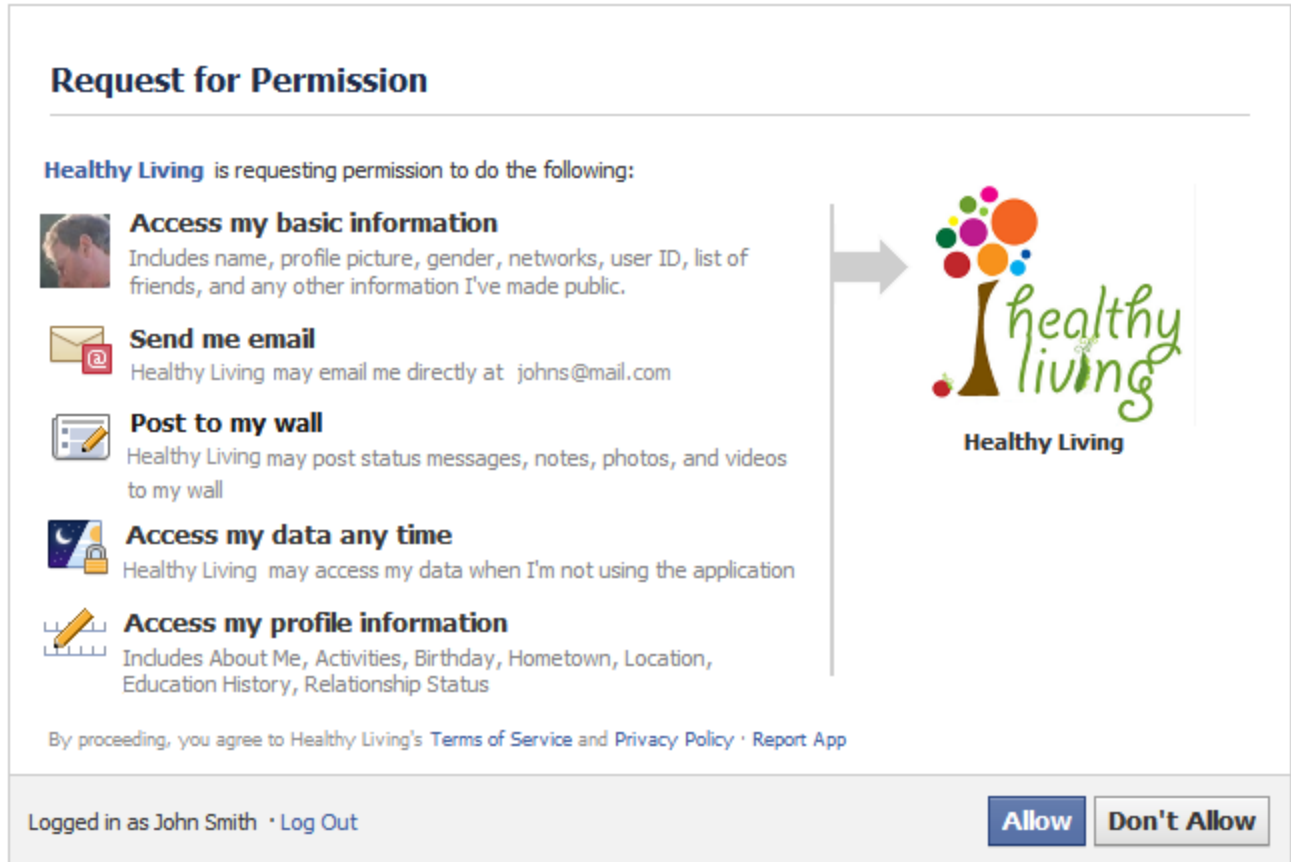 Request for Permission
Healthy Living is requesting permission to do the following:
Access my basic information
Includes name, profile picture, gender, networks, user ID, list of
friends, and any other information I've made public.
Send me email
Healthy Living may email me directly at johns@mail.com
Post to my wall
Healthy Living may post status messages, notes, photos, and videos
to my wall
Access my data any time
Healthy Living may access my data when I'm not using the application
Access my profile information
Includes About Me, Activities, Birthday, Hometown, Location,
Education History, Relationship Status
healthy
living
Healthy Living
By proceeding, you agree to Healthy Living's Terms of Service and Privacy Policy · Report App
Logged in as John Smith · Log Out
Allow
Don't Allow